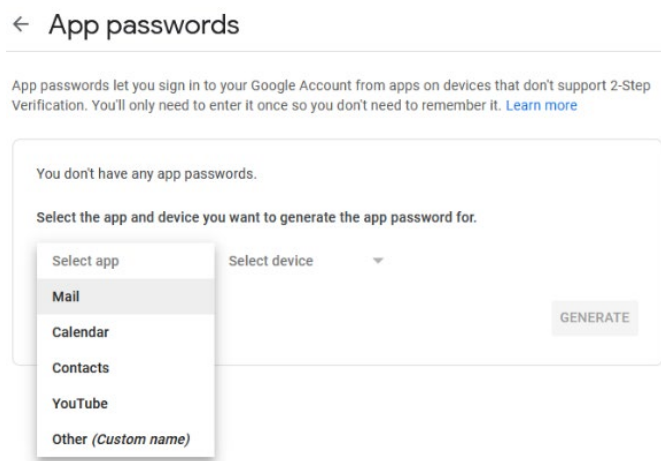 App passwords
App passwords let you sign in to your Google Account from apps on devices that don't support 2-Step
Verification. You'll only need to enter it once so you don't need to remember it. Learn more
You don't have any app passwords.
Select the app and device you want to generate the app password for.
Select app
Select device
Mail
Calendar
GENERATE
Contacts
YouTube
Other (Custom name)